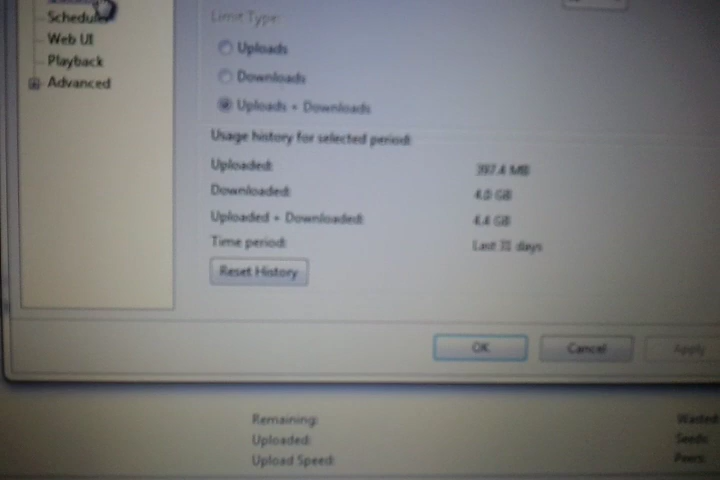 Limit Type
Scheduler
Uploads
Web UI
Playback
Downloads
Advanced
Uploads + Downloads
Usage history for selected period:
Uploaded: 397.4 MB
Downloaded: 4.0 GB
Uploaded + Downloaded: 4.4 GB
Time period: Last 31 days
Reset History
OK Cancel Apply
Remaining: Wasted:
Uploaded: Seeds:
Upload Speed: Peers: